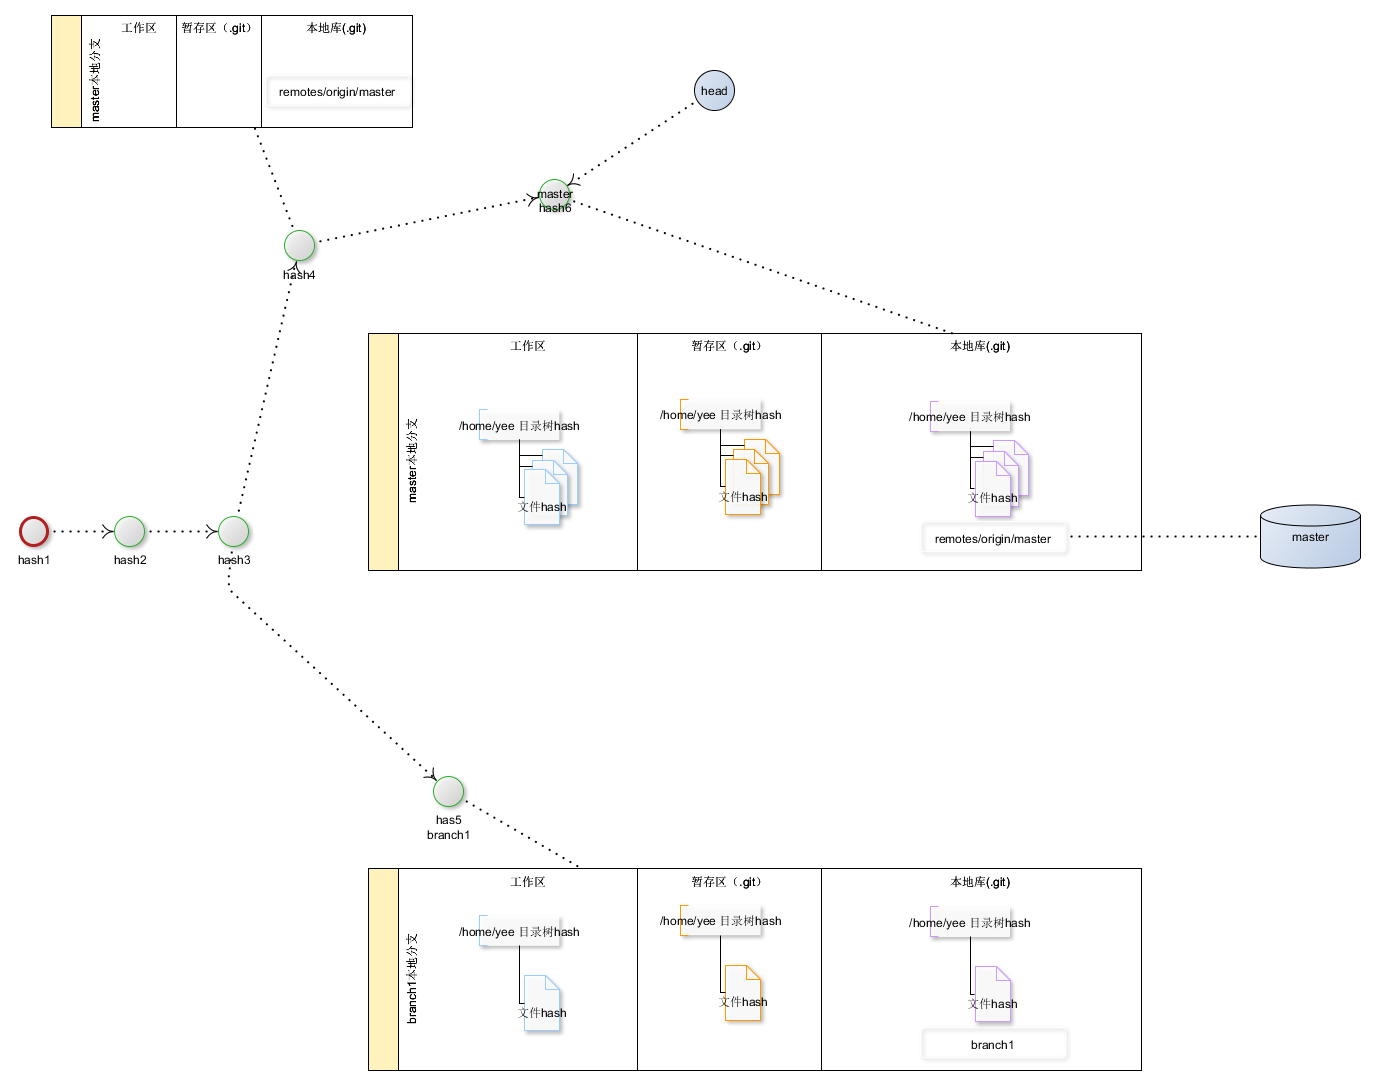 工作区
暂存区（.git）
本地库(.git)
master本地分支
remotes/origin/master
head
master
hash6
hash4
工作区
暂存区（.git）
本地库(.git)
master本地分支
/home/yee 目录树hash
/home/yee 目录树hash
/home/yee 目录树hash
文件hash
文件hash
文件hash
remotes/origin/master
master
hash1
hash2
hash3
has5
branch1
工作区
暂存区（.git）
本地库(.git)
branch1本地分支
/home/yee 目录树hash
/home/yee 目录树hash
/home/yee 目录树hash
文件hash
文件hash
文件hash
branch1